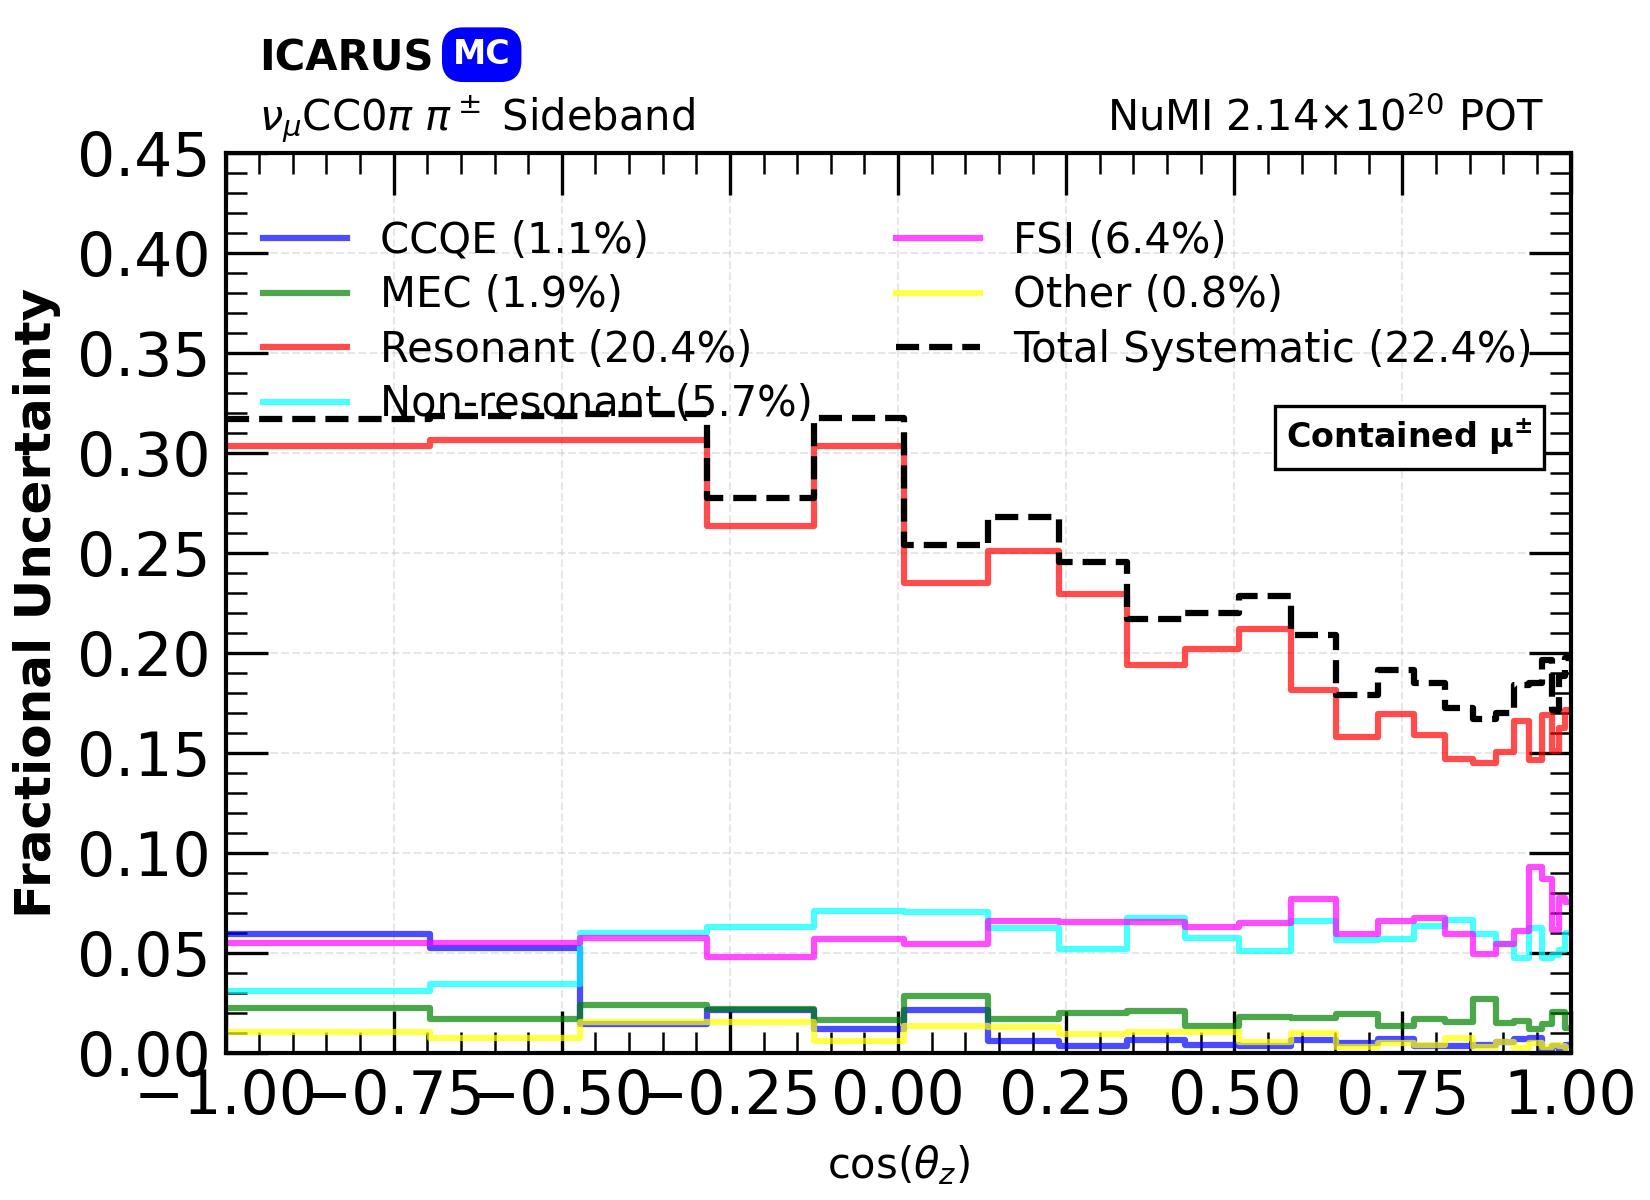 ICARUS MC
νμCC0π π± Sideband
NuMI 2.14×10²⁰ POT
CCQE (1.1%)
MEC (1.9%)
Resonant (20.4%)
Non-resonant (5.7%)
FSI (6.4%)
Other (0.8%)
Total Systematic (22.4%)
Contained μ±
Fractional Uncertainty
0.45
0.40
0.35
0.30
0.25
0.20
0.15
0.10
0.05
0.00
−1.00 −0.75 −0.50 −0.25 0.00 0.25 0.50 0.75 1.00
cos(θz)